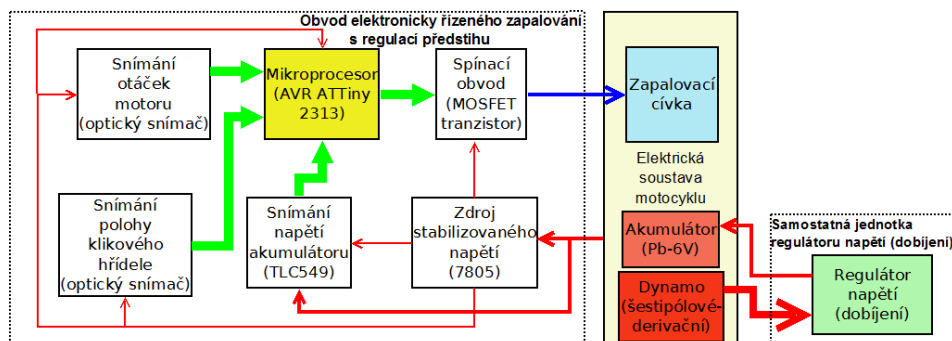 Obvod elektronicky řízeného zapalování
s regulací předstihu
Snímání
otáček
motoru
(optický snímač)
Mikroprocesor
(AVR ATTiny
2313)
Spínací
obvod
(MOSFET
tranzistor)
Zapalovací
cívka
Elektrická
soustava
motocyklu
Snímání
polohy
klikového
hřídele
(optický snímač)
Snímání
napětí
akumulátoru
(TLC549)
Zdroj
stabilizovaného
napětí
(7805)
Akumulátor
(Pb-6V)
Dynamo
(šestipólové-
derivační)
Samostatná jednotka
regulátoru napětí (dobíjení)
Regulátor
napětí
(dobíjení)